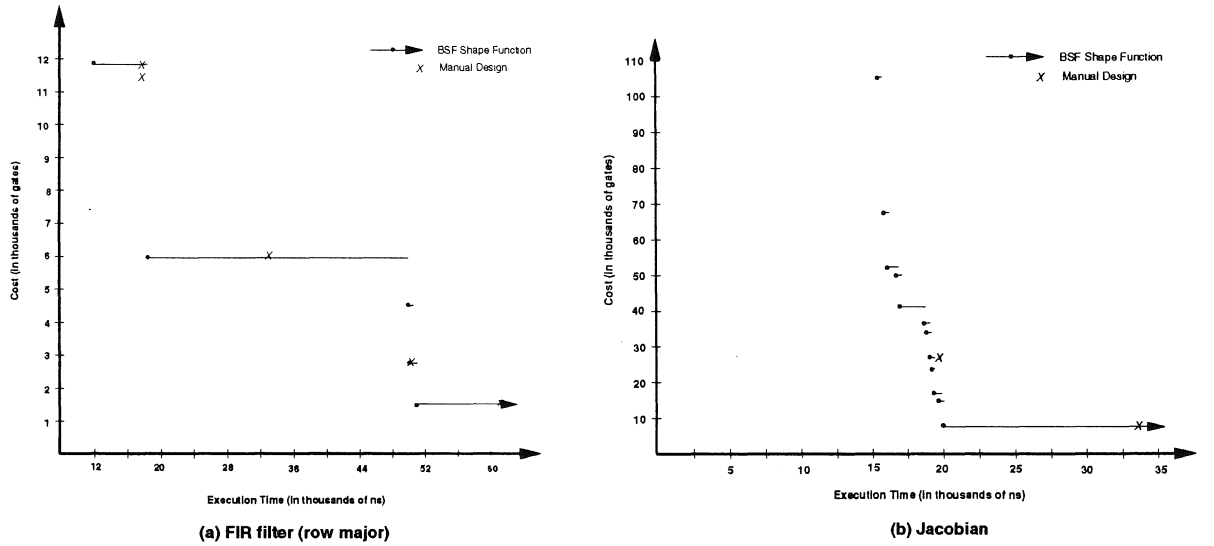 BSF Shape Function
X Manual Design
12
11
10
9
8
7
6
5
4
3
2
1
Cost (in thousands of gates)
12 20 28 36 44 52 60
Execution Time (in thousands of ns)
(a) FIR filter (row major)
BSF Shape Function
X Manual Design
110
100
90
80
70
60
50
40
30
20
10
Cost (in thousands of gates)
5 10 15 20 25 30 35
Execution Time (in thousands of ns)
(b) Jacobian